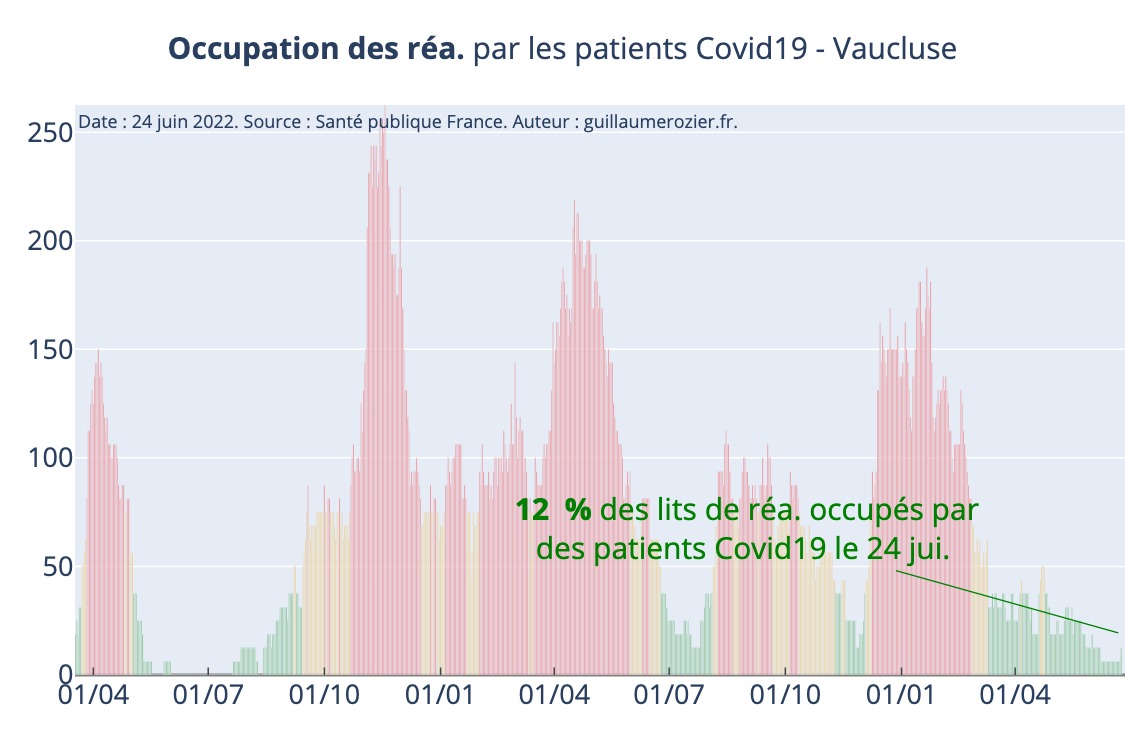 Occupation des réa. par les patients Covid19 - Vaucluse
Date : 24 juin 2022. Source : Santé publique France. Auteur : guillaumerozier.fr.
250
200
150
100
50
0
12 % des lits de réa. occupés par
des patients Covid19 le 24 jui.
01/04 01/07 01/10 01/01 01/04 01/07 01/10 01/01 01/04